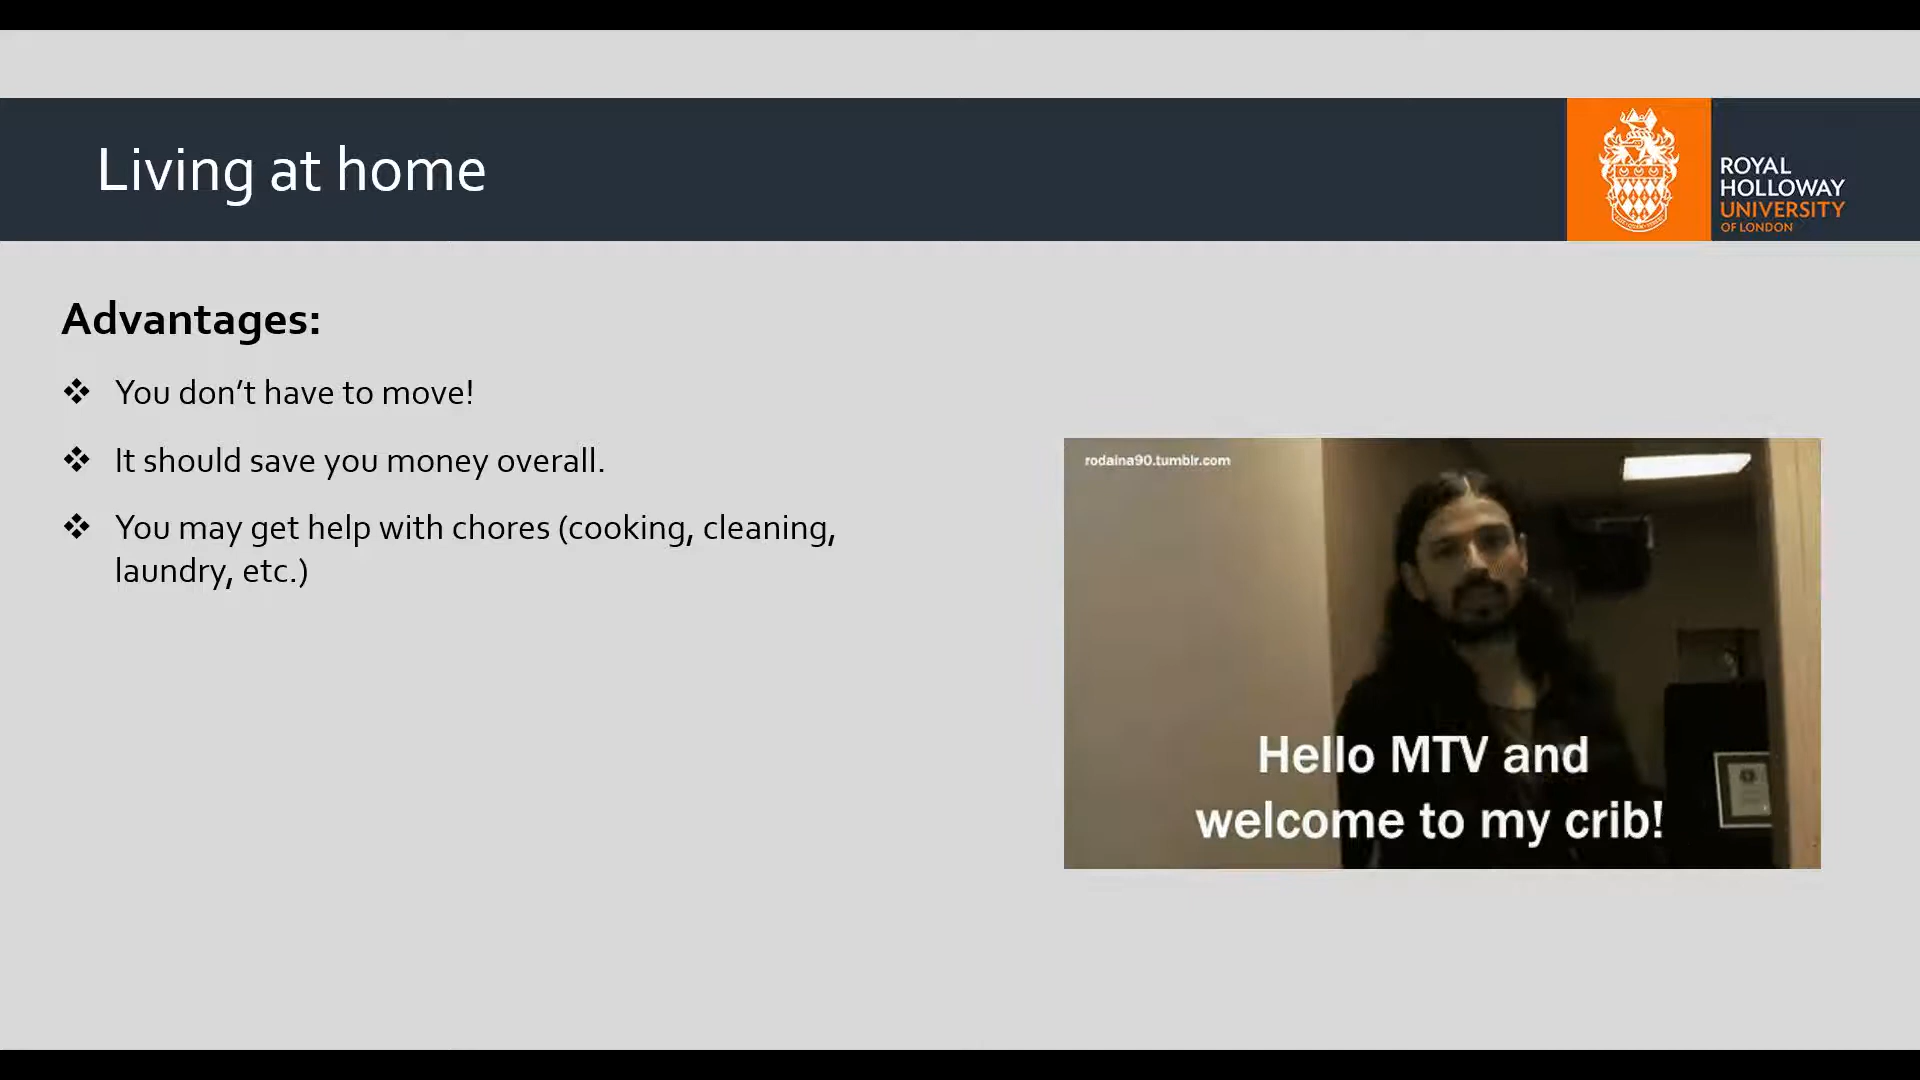 Living at home
ROYAL
HOLLOWAY
UNIVERSITY
OF LONDON
Advantages:
❖ You don’t have to move!
❖ It should save you money overall.
❖ You may get help with chores (cooking, cleaning,
laundry, etc.)
rodaina90.tumblr.com
Hello MTV and
welcome to my crib!